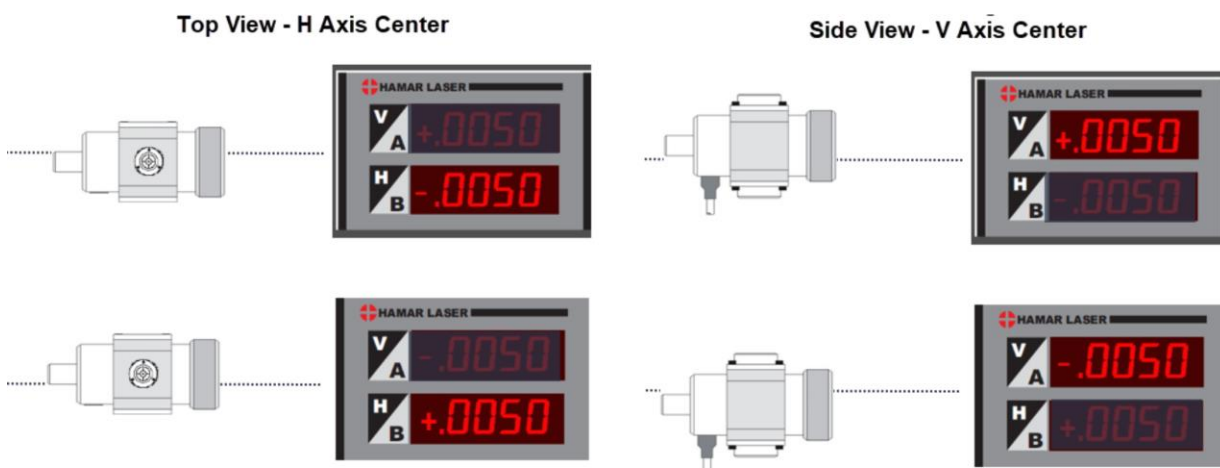 Top View - H Axis Center
HAMAR LASER
V
A
+.0050
H
B
-.0050
HAMAR LASER
V
A
-.0050
H
B
+.0050
Side View - V Axis Center
HAMAR LASER
V
A
+.0050
H
B
-.0050
HAMAR LASER
V
A
-.0050
H
B
+.0050